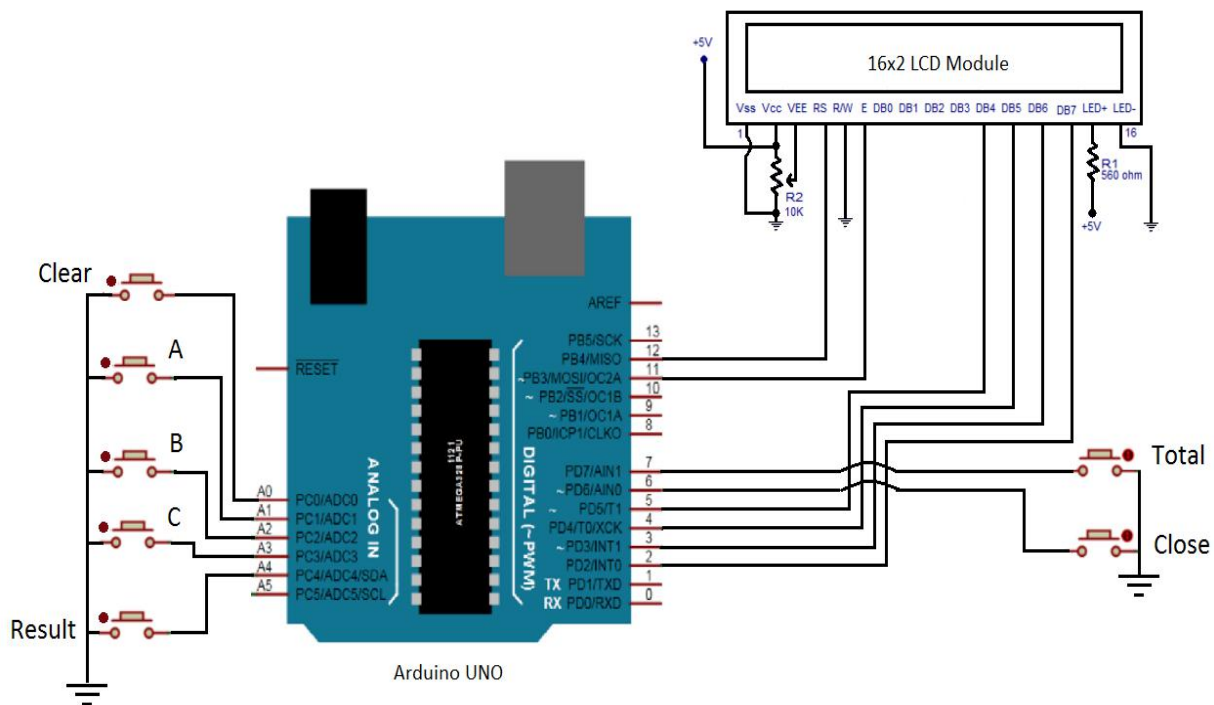 +5V
16x2 LCD Module
Vss Vcc VEE RS R/W E DB0 DB1 DB2 DB3 DB4 DB5 DB6 DB7 LED+ LED-
1
16
R1
560 ohm
R2
10K
+5V
Clear
A
B
C
Result
RESET
A0
A1
A2
A3
A4
A5
PC0/ADC0
PC1/ADC1
PC2/ADC2
PC3/ADC3
PC4/ADC4/SDA
PC5/ADC5/SCL
ANALOG IN
1121
ATMEGA328P-PU
DIGITAL (~PWM)
AREF
PB5/SCK 13
PB4/MISO 12
~PB3/MOSI/OC2A 11
~ PB2/SS/OC1B 10
~ PB1/OC1A 9
PB0/ICP1/CLKO 8
PD7/AIN1 7
~PD6/AIN0 6
~ PD5/T1 5
PD4/T0/XCK 4
~PD3/INT1 3
PD2/INT0 2
TX PD1/TXD 1
RX PD0/RXD 0
Total
Close
Arduino UNO